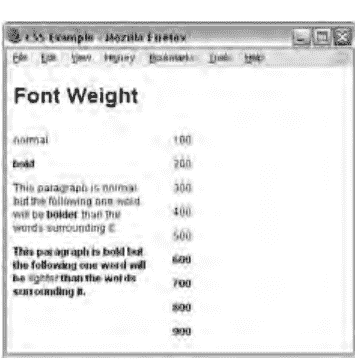 CSS Example - Mozilla Firefox
File Edit View History Bookmarks Tools Help
Font Weight
normal
bold
This paragraph is normal
but the following one word
will be bolder than the
words surrounding it.
This paragraph is bold but
the following one word will
be lighter than the words
surrounding it.
100
200
300
400
500
600
700
800
900